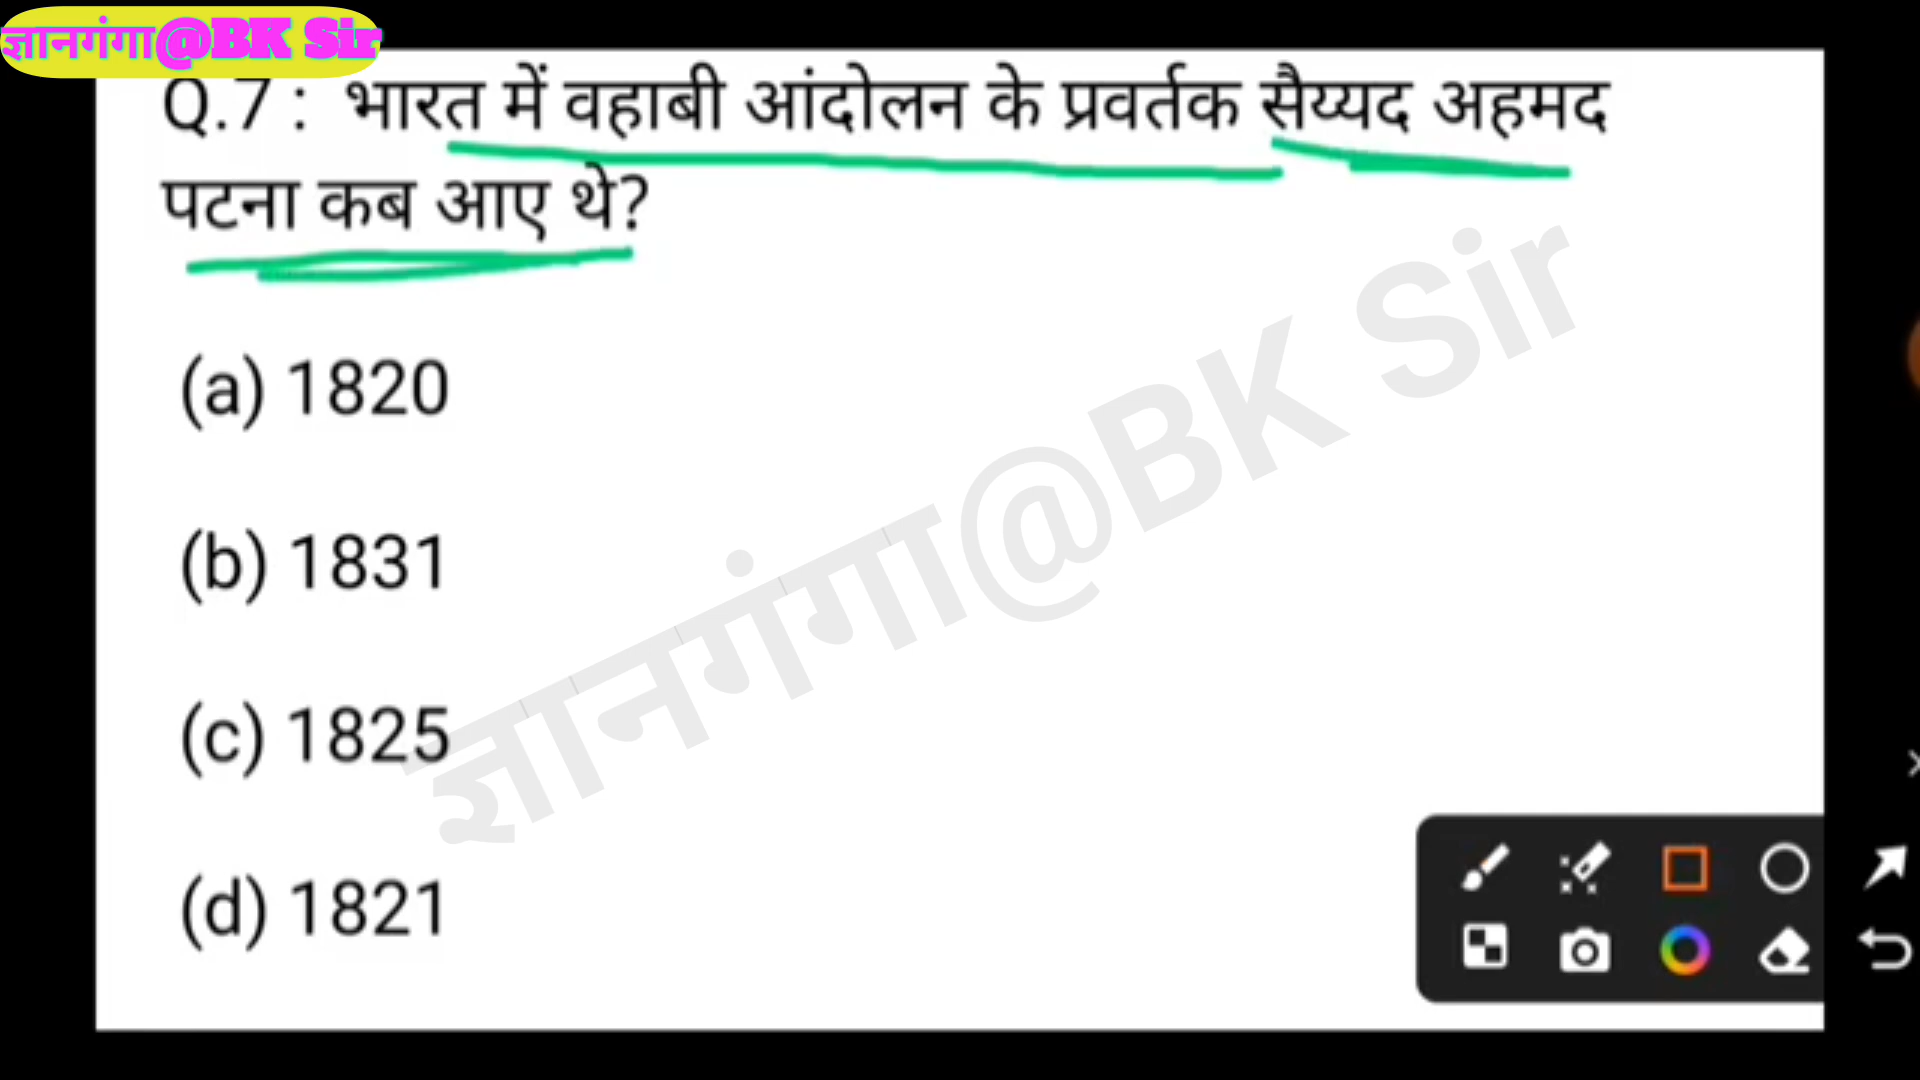 ज्ञानगंगा@BK Sir
Q.7 : भारत में वहाबी आंदोलन के प्रवर्तक सैय्यद अहमद
पटना कब आए थे?
(a) 1820
(b) 1831
(c) 1825
(d) 1821
ज्ञानगंगा@BK Sir